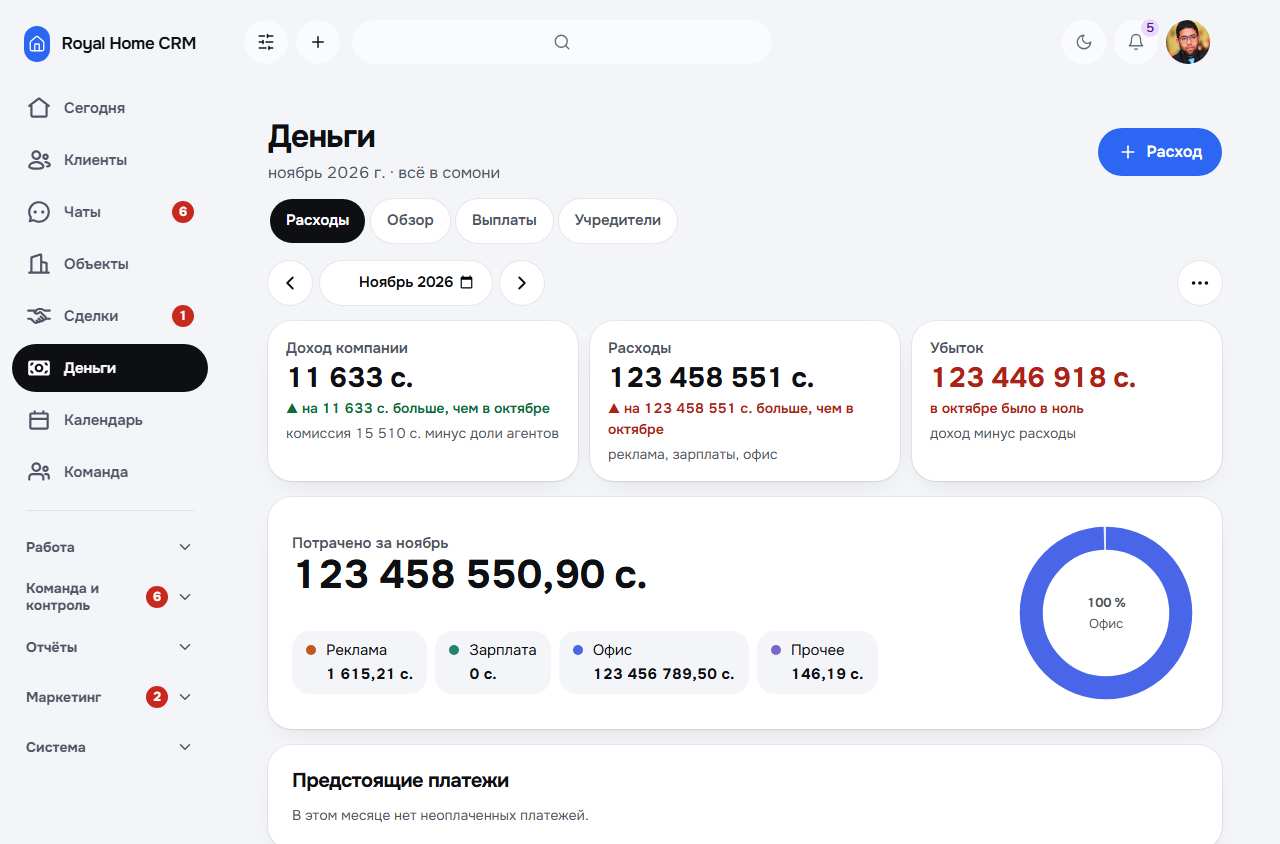 Royal Home CRM
5
Сегодня
Клиенты
Чаты 6
Объекты
Сделки 1
Деньги
Календарь
Команда
Работа
Команда и
контроль 6
Отчёты
Маркетинг 2
Система
Деньги
ноябрь 2026 г. · всё в сомони
+ Расход
Расходы Обзор Выплаты Учредители
Ноябрь 2026
Доход компании
11 633 с.
▲ на 11 633 с. больше, чем в октябре
комиссия 15 510 с. минус доли агентов
Расходы
123 458 551 с.
▲ на 123 458 551 с. больше, чем в
октябре
реклама, зарплаты, офис
Убыток
123 446 918 с.
в октябре было в ноль
доход минус расходы
Потрачено за ноябрь
123 458 550,90 с.
Реклама
1 615,21 с.
Зарплата
0 с.
Офис
123 456 789,50 с.
Прочее
146,19 с.
100 %
Офис
Предстоящие платежи
В этом месяце нет неоплаченных платежей.